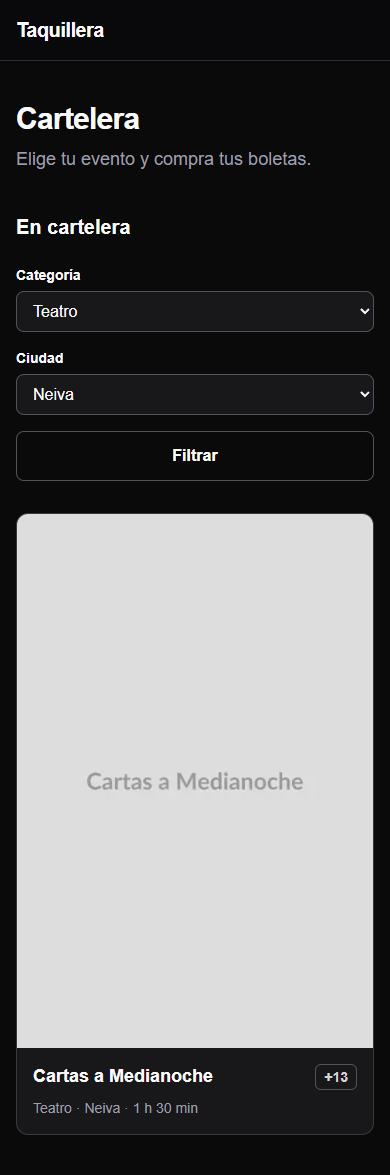 Taquillera
Cartelera
Elige tu evento y compra tus boletas.
En cartelera
Categoría
Teatro
Ciudad
Neiva
Filtrar
Cartas a Medianoche
Cartas a Medianoche
+13
Teatro · Neiva · 1 h 30 min